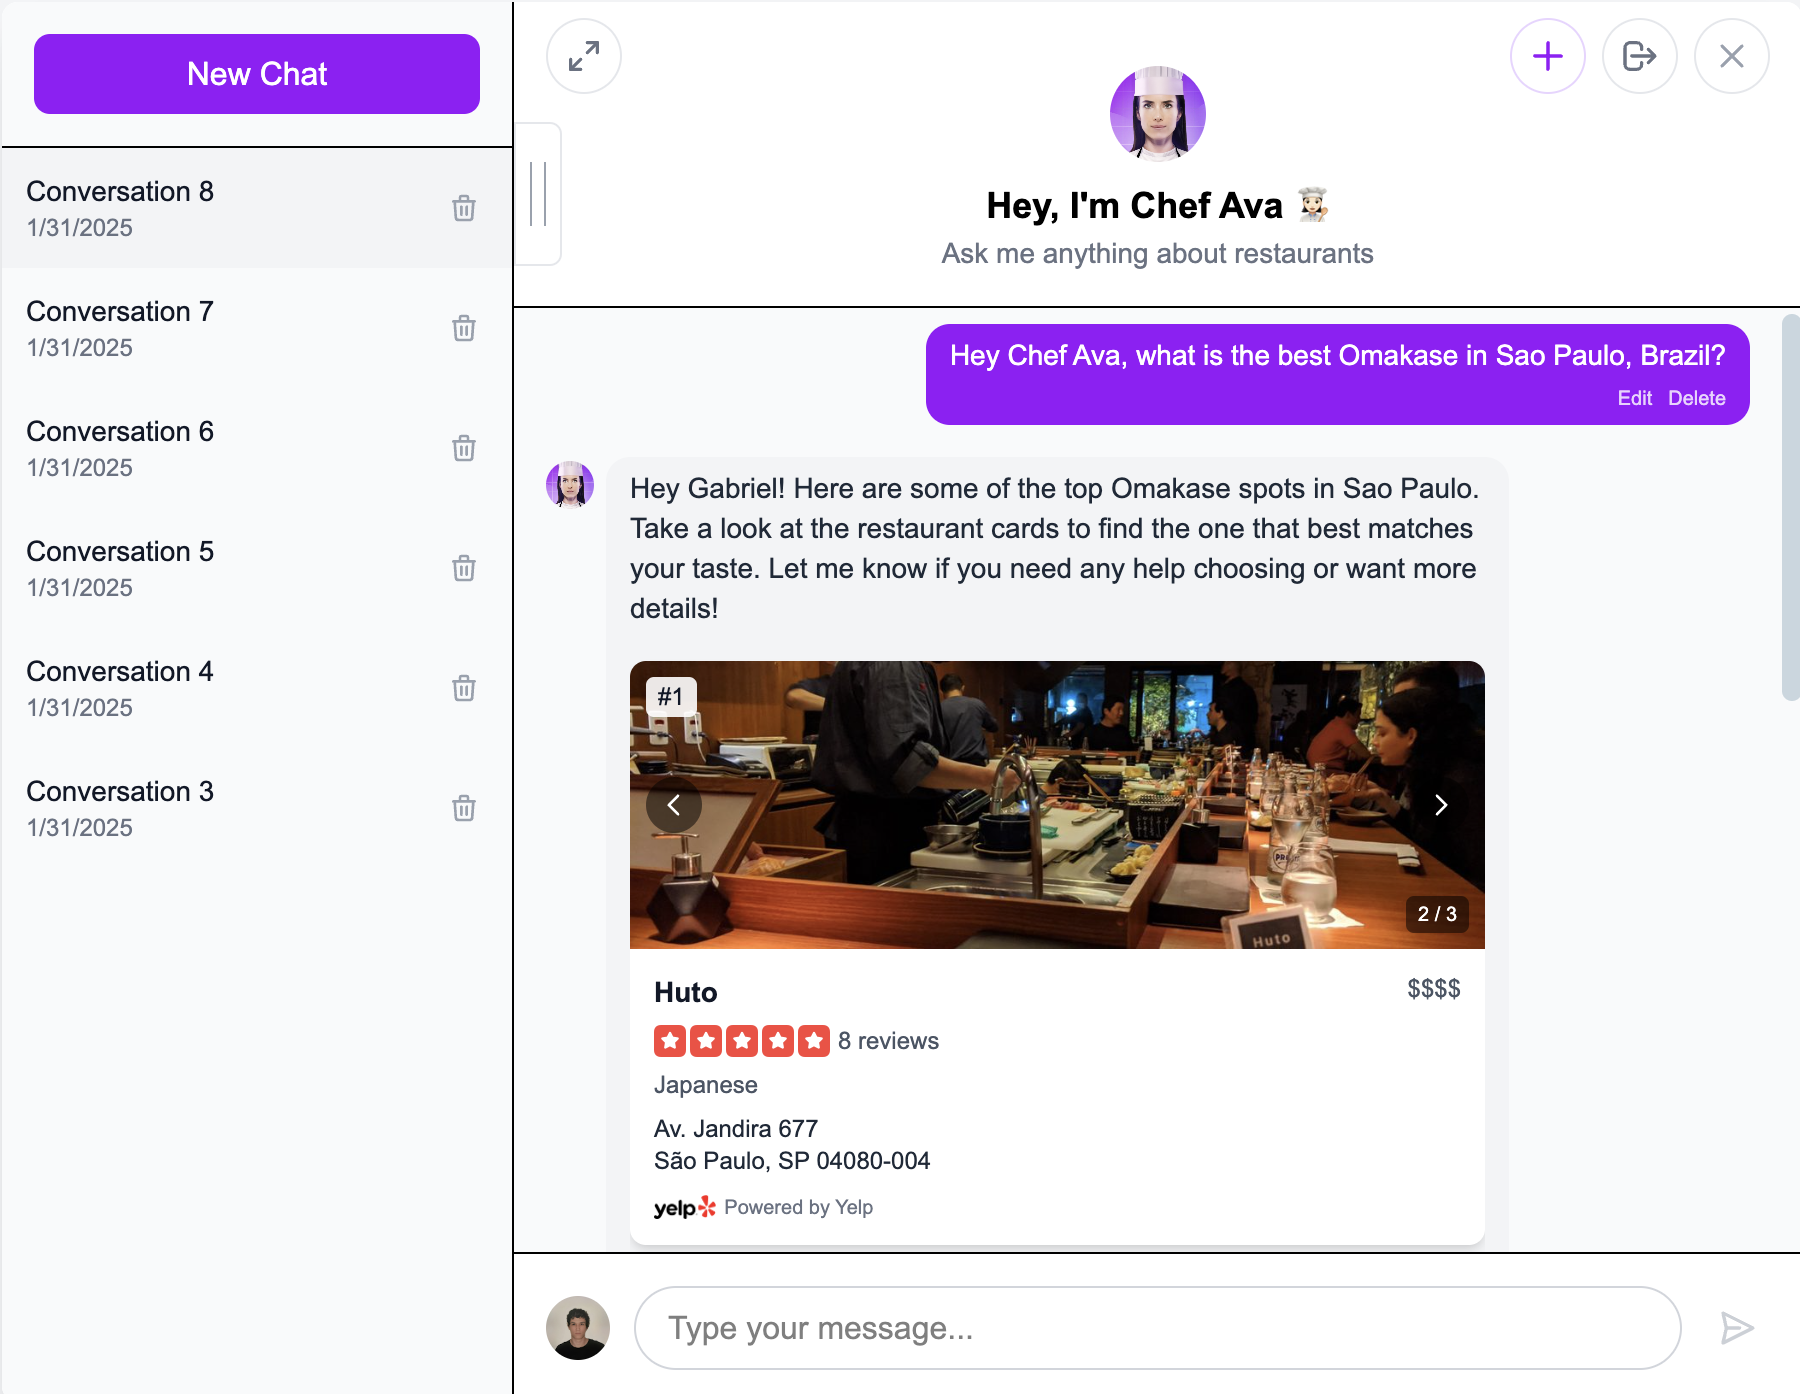 New Chat
Conversation 8
1/31/2025
Conversation 7
1/31/2025
Conversation 6
1/31/2025
Conversation 5
1/31/2025
Conversation 4
1/31/2025
Conversation 3
1/31/2025
Hey, I'm Chef Ava 👩🏻‍🍳
Ask me anything about restaurants
Hey Chef Ava, what is the best Omakase in Sao Paulo, Brazil?
Edit Delete
Hey Gabriel! Here are some of the top Omakase spots in Sao Paulo.
Take a look at the restaurant cards to find the one that best matches
your taste. Let me know if you need any help choosing or want more
details!
#1
2 / 3
Huto
Huto
$$$$
8 reviews
Japanese
Av. Jandira 677
São Paulo, SP 04080-004
yelp Powered by Yelp
Type your message...